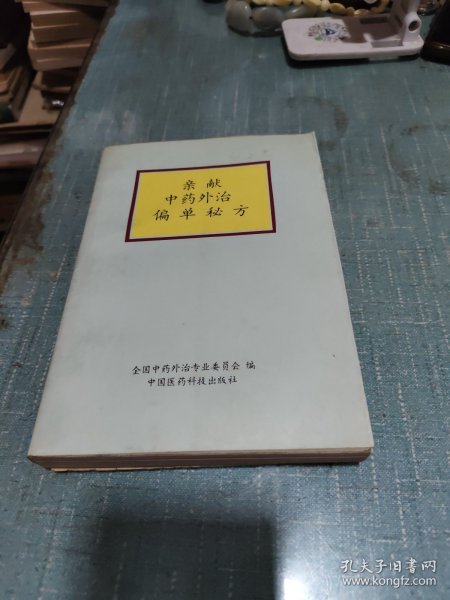 亲献
中药外治
偏单秘方
全国中药外治专业委员会 编
中国医药科技出版社
孔夫子旧书网
www.kongfz.com